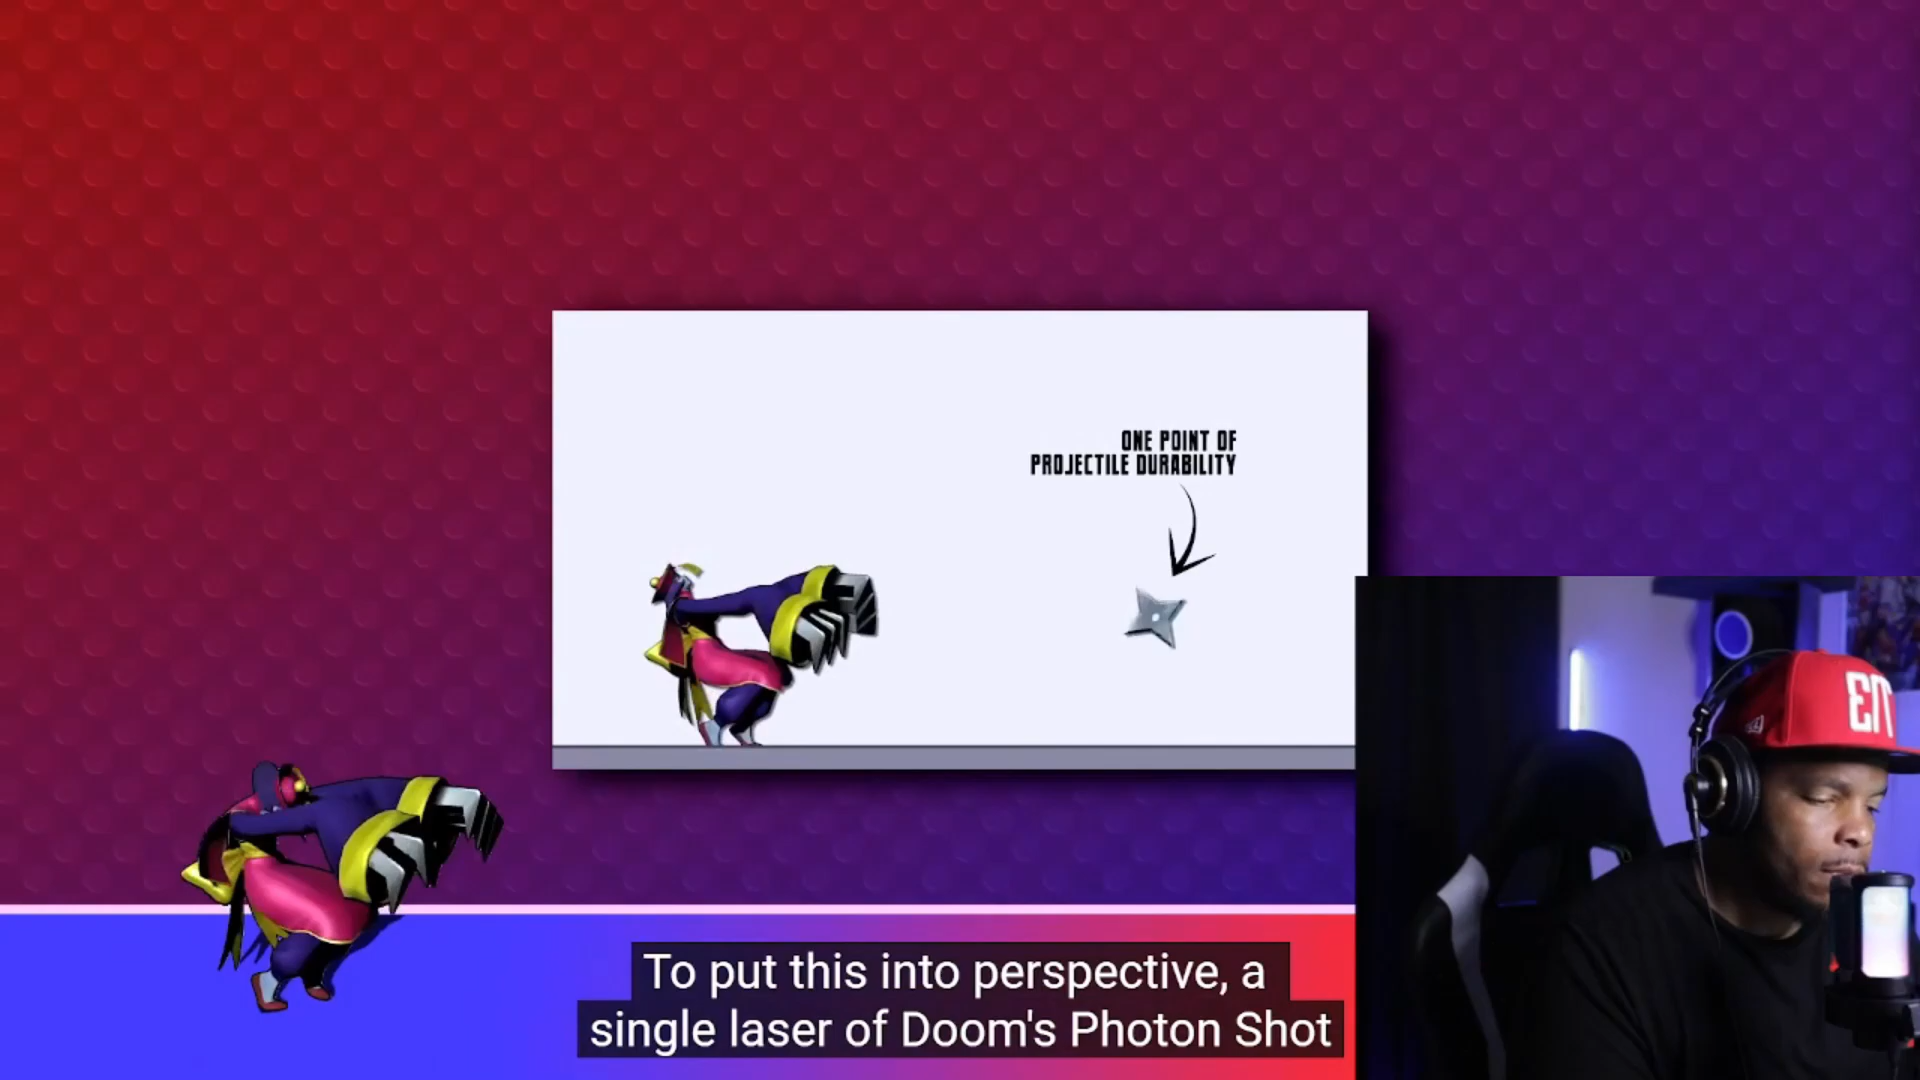 ONE POINT OF
PROJECTILE DURABILITY
To put this into perspective, a
single laser of Doom's Photon Shot